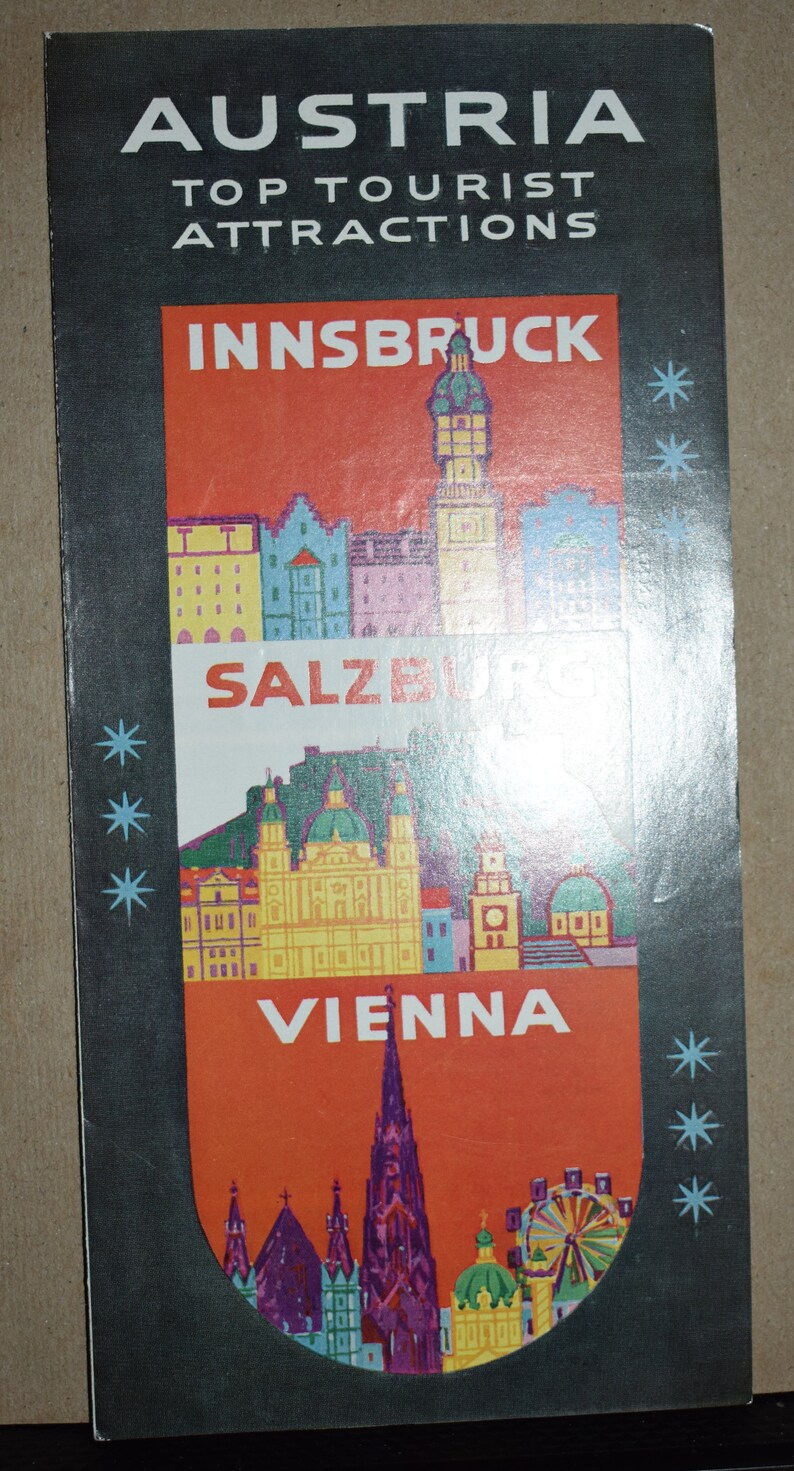 AUSTRIA
TOP TOURIST
ATTRACTIONS
INNSBRUCK
SALZBURG
VIENNA